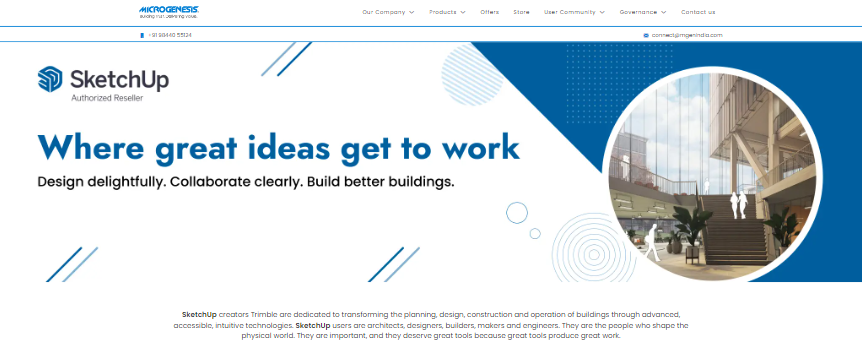 MICROGENESIS
Building Trust...Delivering Value.
Our Company Products Offers Store User Community Governance Contact us
+91 98440 55124
connect@mgenindia.com
SketchUp
Authorized Reseller
Where great ideas get to work
Design delightfully. Collaborate clearly. Build better buildings.
SketchUp creators Trimble are dedicated to transforming the planning, design, construction and operation of buildings through advanced,
accessible, intuitive technologies. SketchUp users are architects, designers, builders, makers and engineers. They are the people who shape the
physical world. They are important, and they deserve great tools because great tools produce great work.